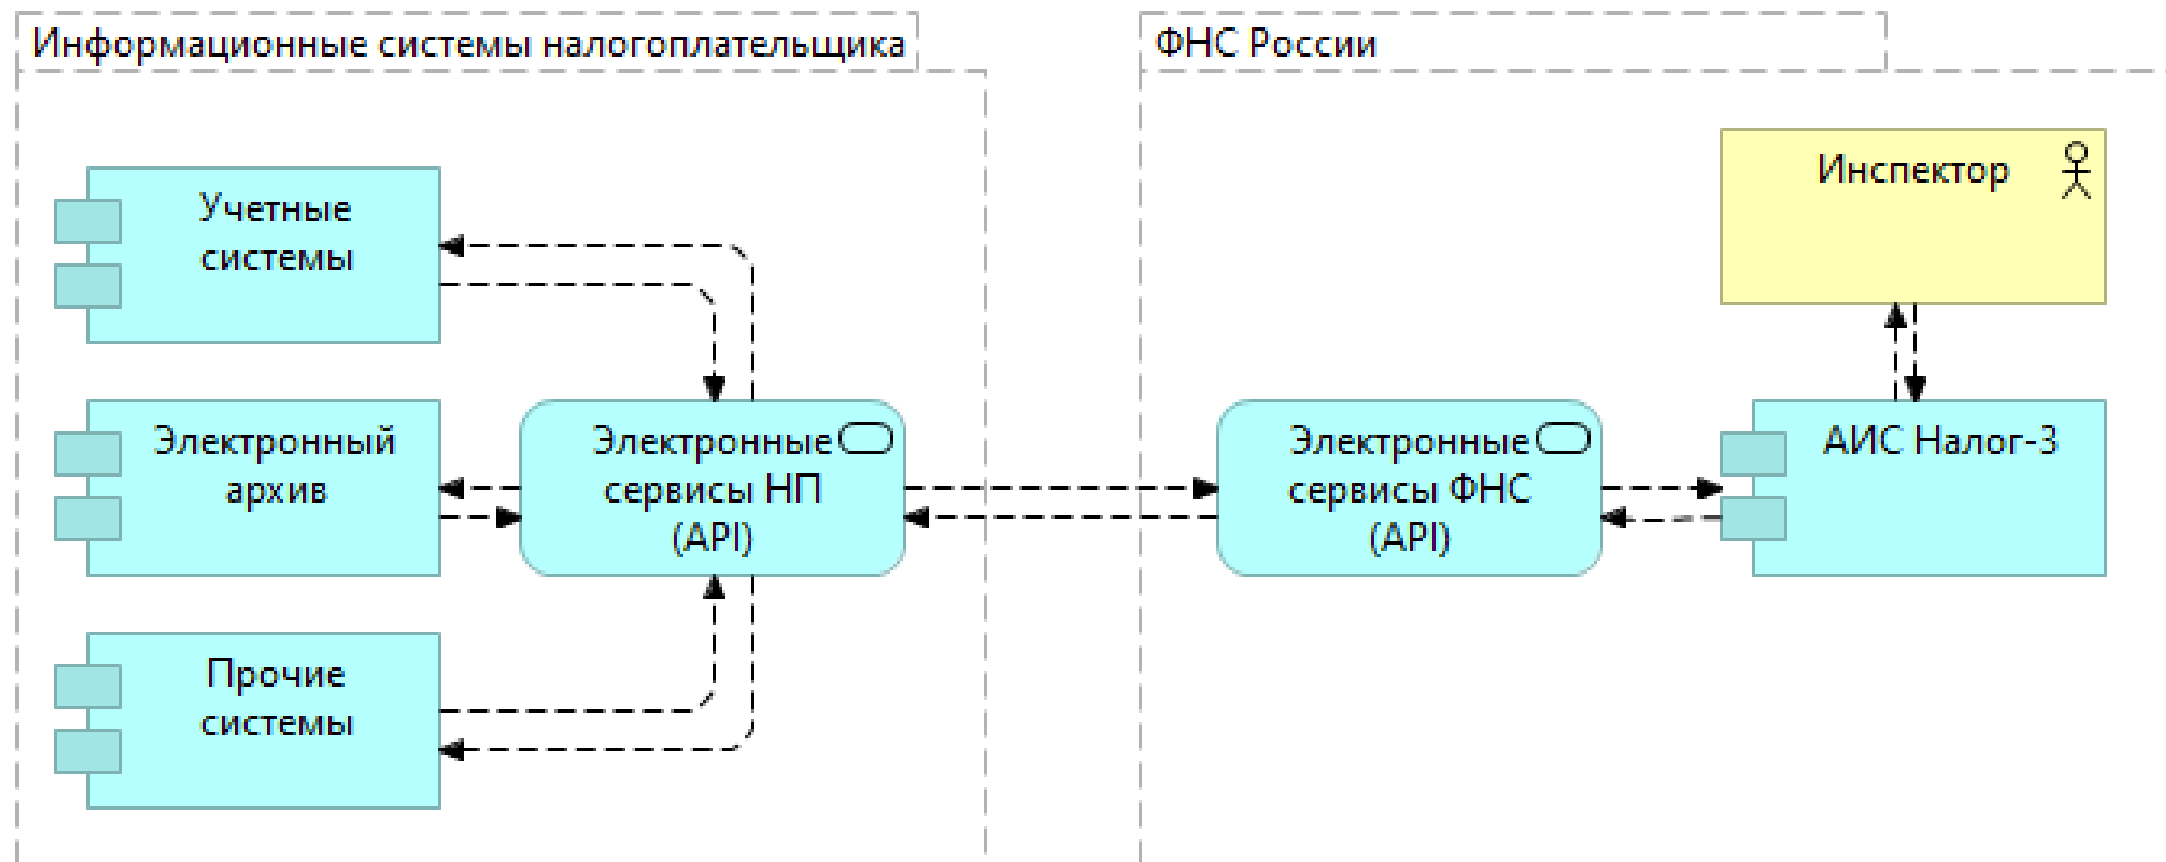 Информационные системы налогоплательщика
ФНС России
Учетные
системы
Инспектор
Электронный
архив
Электронные
сервисы НП
(API)
Электронные
сервисы ФНС
(API)
АИС Налог-3
Прочие
системы